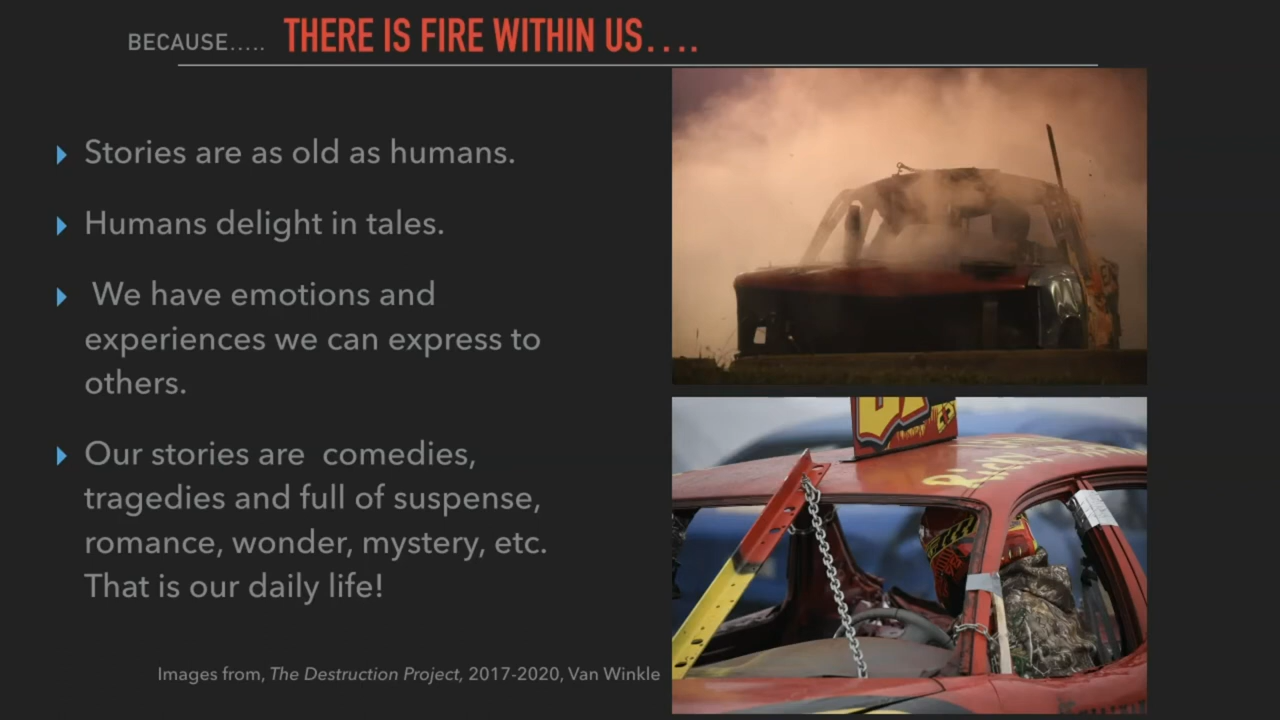 BECAUSE..... THERE IS FIRE WITHIN US....
Stories are as old as humans.
Humans delight in tales.
We have emotions and
experiences we can express to
others.
Our stories are comedies,
tragedies and full of suspense,
romance, wonder, mystery, etc.
That is our daily life!
Images from, The Destruction Project, 2017-2020, Van Winkle